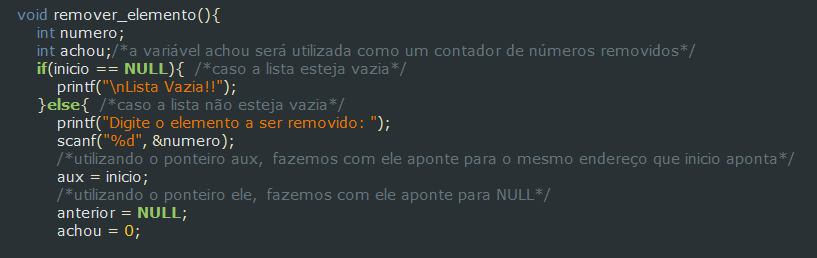 void remover_elemento(){
int numero;
int achou;/*a variável achou será utilizada como um contador de números removidos*/
if(inicio == NULL){ /*caso a lista esteja vazia*/
printf("\nLista Vazia!!");
}else{ /*caso a lista não esteja vazia*/
printf("Digite o elemento a ser removido: ");
scanf("%d", &numero);
/*utilizando o ponteiro aux, fazemos com ele aponte para o mesmo endereço que inicio aponta*/
aux = inicio;
/*utilizando o ponteiro ele, fazemos com ele aponte para NULL*/
anterior = NULL;
achou = 0;